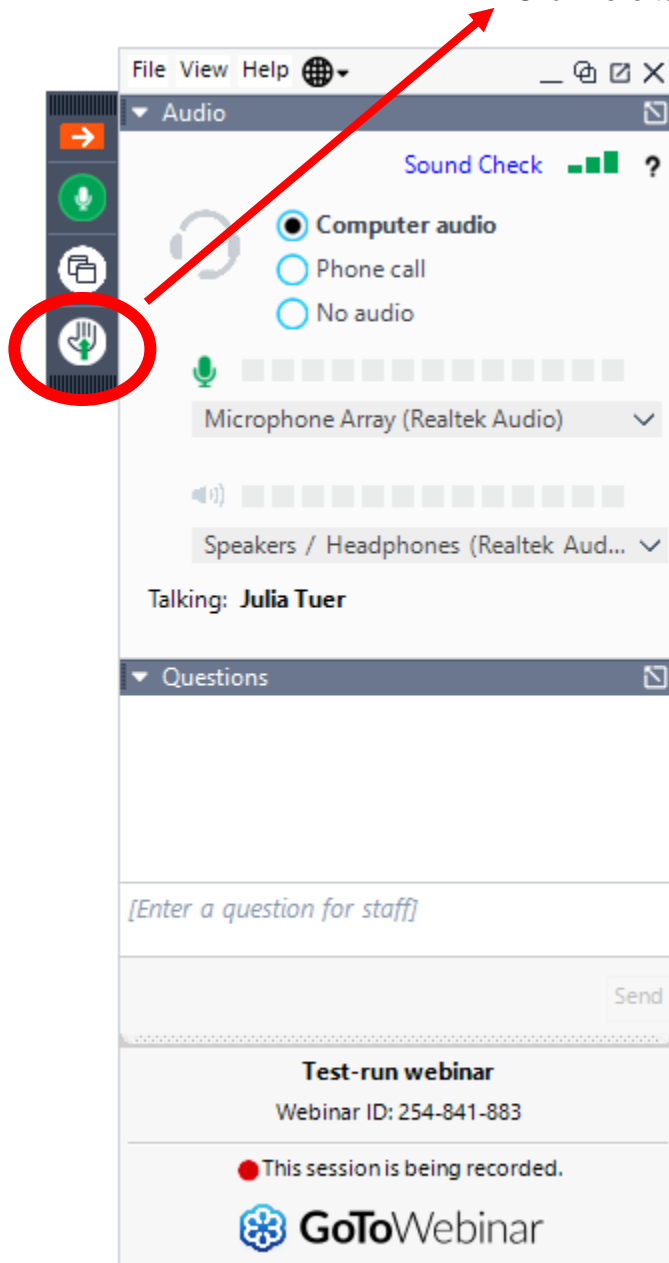 File View Help
Audio
Sound Check ?
Computer audio
Phone call
No audio
Microphone Array (Realtek Audio)
Speakers / Headphones (Realtek Aud...
Talking: Julia Tuer
Questions
[Enter a question for staff]
Send
Test-run webinar
Webinar ID: 254-841-883
This session is being recorded.
GoToWebinar